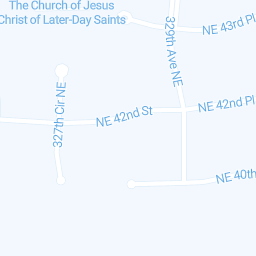 The Church of Jesus
Christ of Later-Day Saints
329th Ave NE
NE 43rd Pl
NE 42nd Pl
NE 42nd St
327th Cir NE
NE 40th